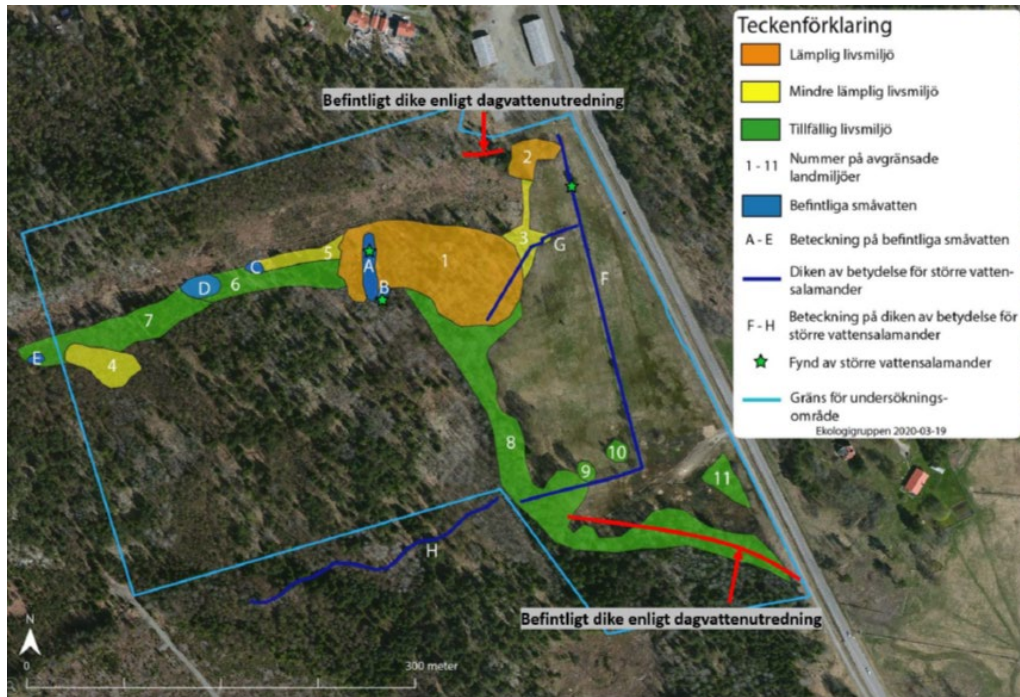 Teckenförklaring
Lämplig livsmiljö
Mindre lämplig livsmiljö
Tillfällig livsmiljö
1 - 11 Nummer på avgränsade
landmiljöer
Befintliga småvatten
A - E Beteckning på befintliga småvatten
Diken av betydelse för större vatten-
salamander
F - H Beteckning på diken av betydelse för
större vattensalamander
Fynd av större vattensalamander
Gräns för undersöknings-
område
Ekologigruppen 2020-03-19
Befintligt dike enligt dagvattenutredning
2
3
G
5
A
1
C
F
D
6
B
7
E
4
8
10
9
11
H
Befintligt dike enligt dagvattenutredning
N
0
300 meter